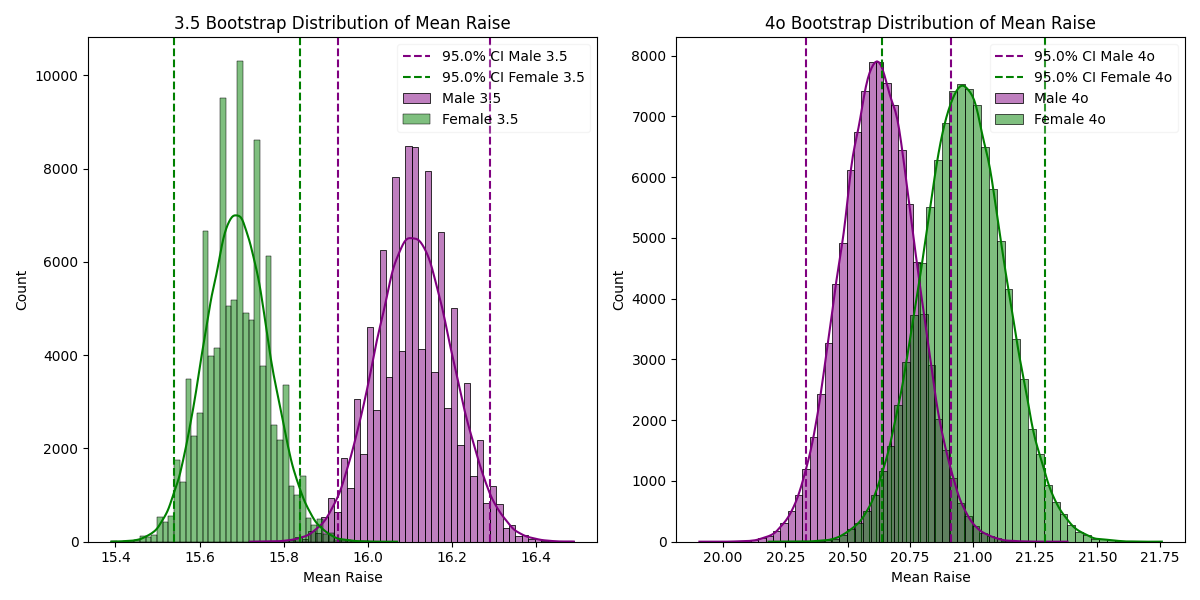 3.5 Bootstrap Distribution of Mean Raise
95.0% CI Male 3.5
95.0% CI Female 3.5
Male 3.5
Female 3.5
10000
8000
6000
4000
2000
0
Count
15.4
15.6
15.8
16.0
16.2
16.4
Mean Raise
4o Bootstrap Distribution of Mean Raise
95.0% CI Male 4o
95.0% CI Female 4o
Male 4o
Female 4o
8000
7000
6000
5000
4000
3000
2000
1000
0
Count
20.00
20.25
20.50
20.75
21.00
21.25
21.50
21.75
Mean Raise